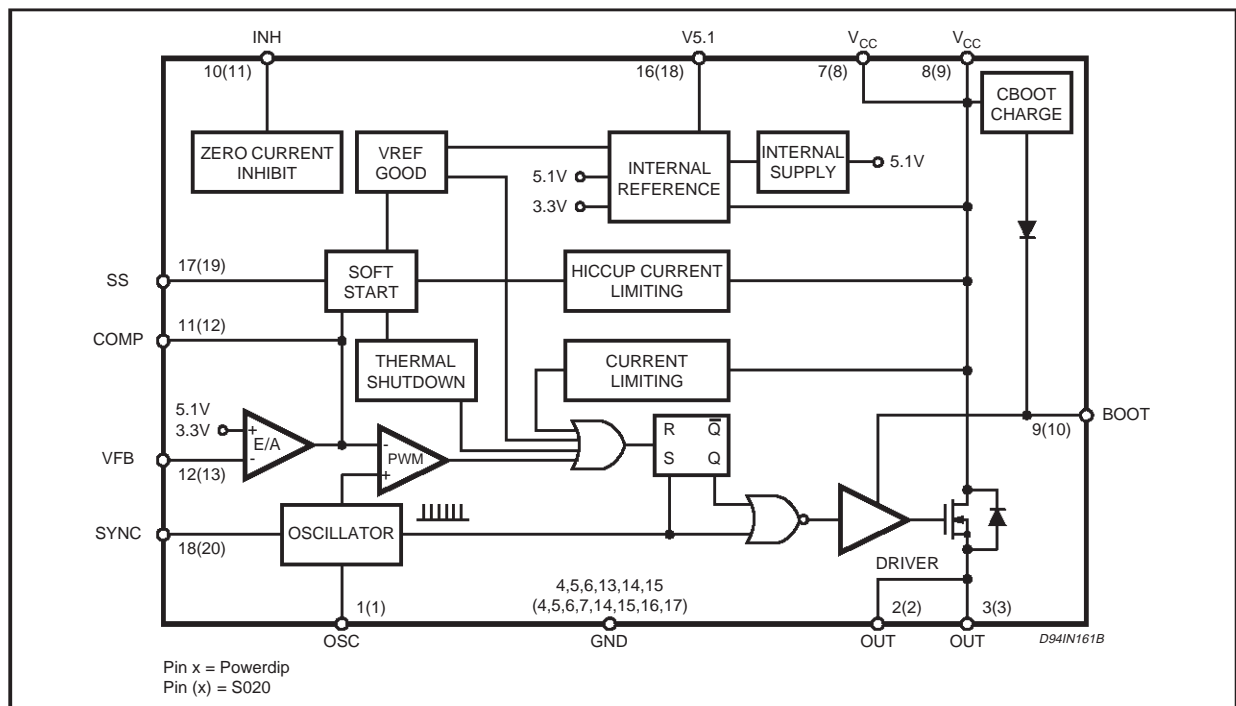 INH
V5.1
VCC
VCC
10(11)
16(18)
7(8)
8(9)
CBOOT
CHARGE
ZERO CURRENT
INHIBIT
VREF
GOOD
INTERNAL
REFERENCE
INTERNAL
SUPPLY
5.1V
5.1V
3.3V
SS
17(19)
SOFT
START
HICCUP CURRENT
LIMITING
COMP
11(12)
THERMAL
SHUTDOWN
CURRENT
LIMITING
5.1V
3.3V
+
-
E/A
VFB
12(13)
-
+
PWM
R
Q̅
S
Q
BOOT
9(10)
SYNC
18(20)
OSCILLATOR
DRIVER
1(1)
4,5,6,13,14,15
(4,5,6,7,14,15,16,17)
2(2)
3(3)
OSC
GND
OUT
OUT
D94IN161B
Pin x = Powerdip
Pin (x) = S020